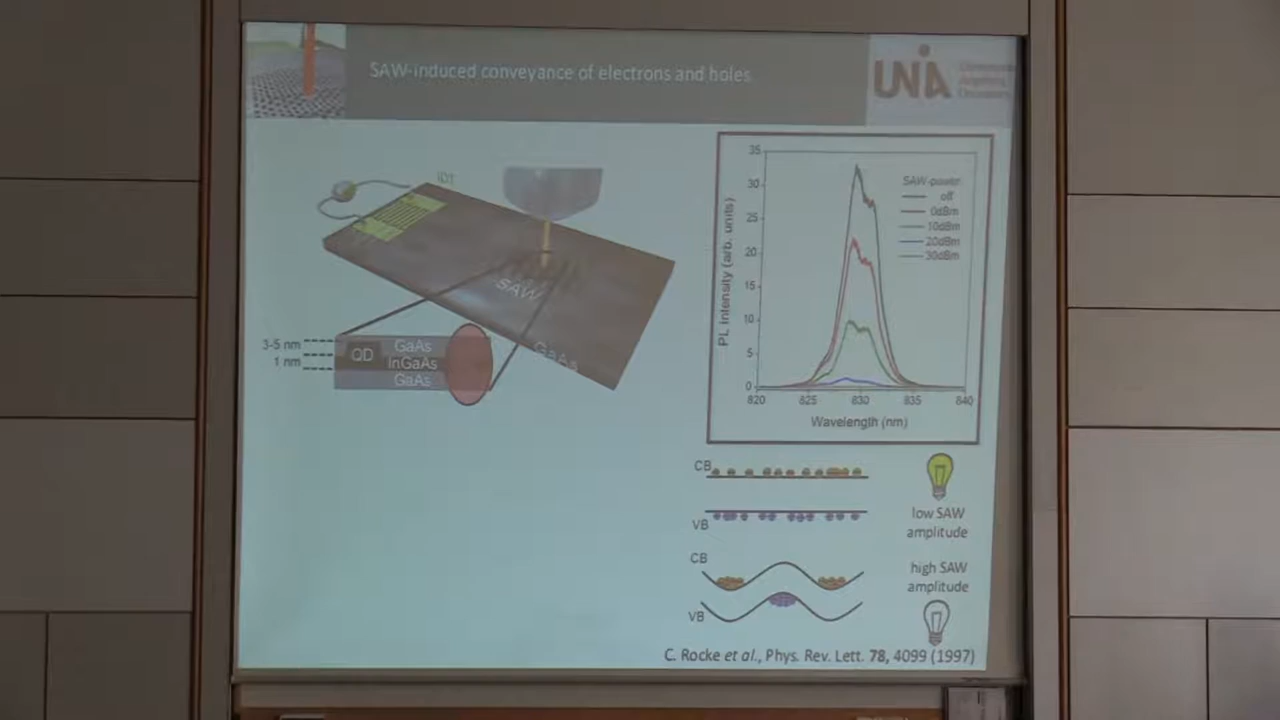 SAW-induced conveyance of electrons and holes
UNIA
IDT
SAW
GaAs
3-5 nm
1 nm
QD
GaAs
InGaAs
GaAs
PL Intensity (arb. units)
35
30
25
20
15
10
5
0
820
825
830
835
840
Wavelength (nm)
SAW-power
off
0dBm
10dBm
20dBm
30dBm
CB
VB
low SAW
amplitude
CB
VB
high SAW
amplitude
C. Rocke et al., Phys. Rev. Lett. 78, 4099 (1997)